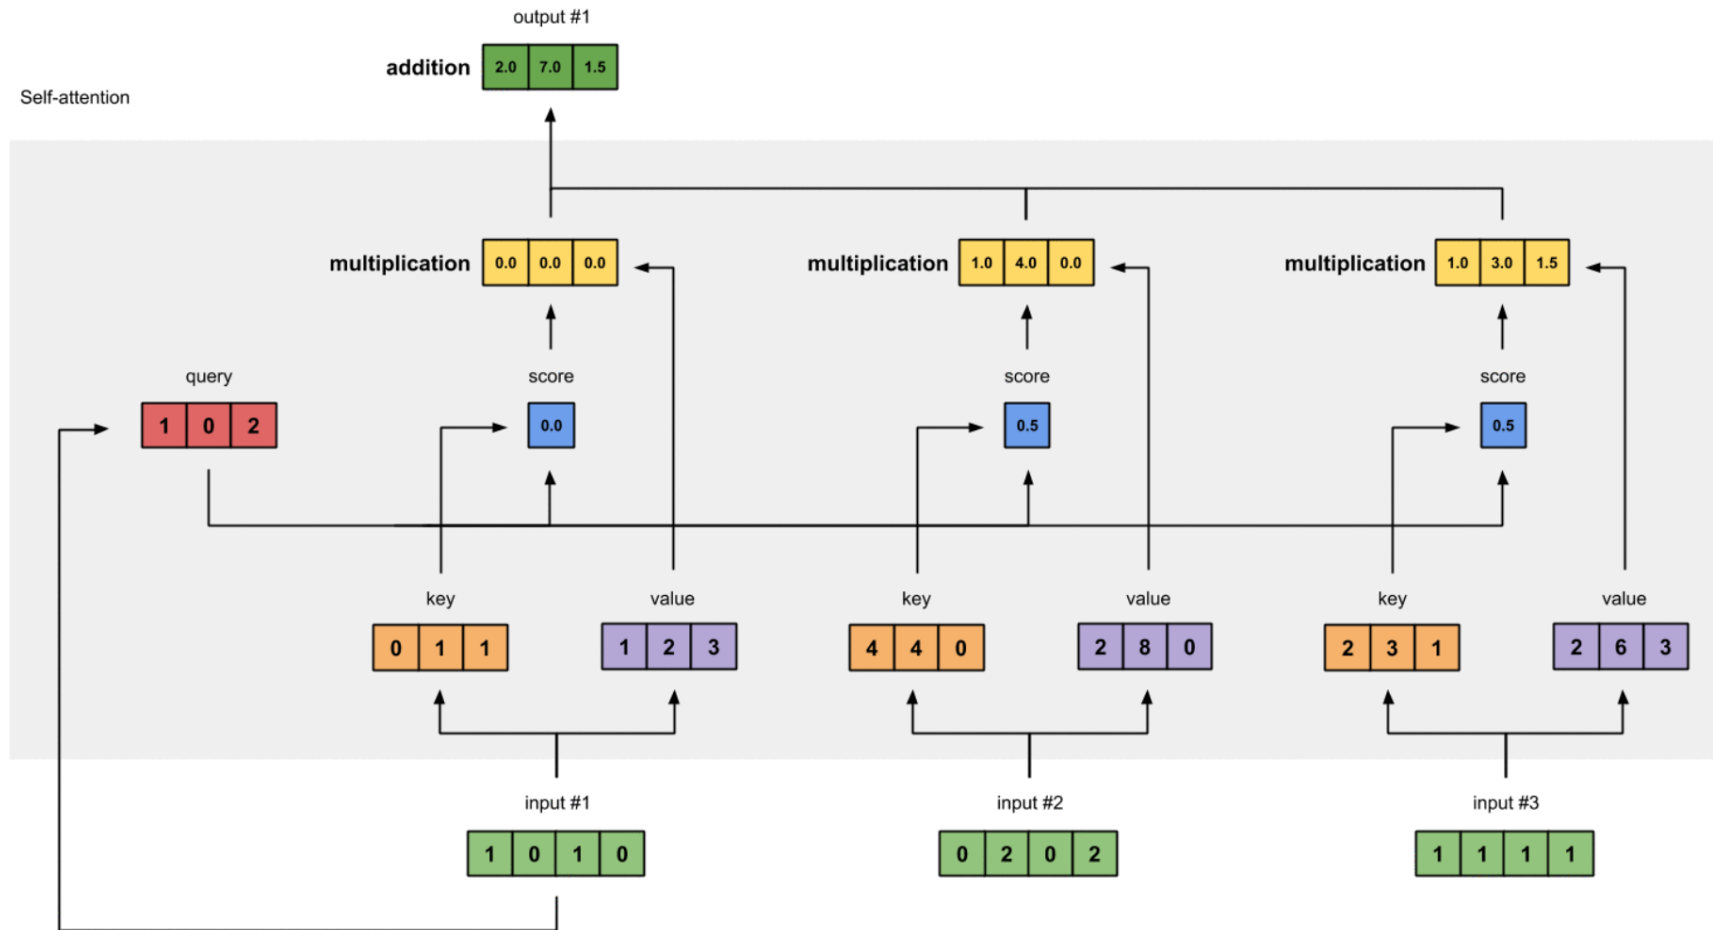 output #1
addition 2.0 7.0 1.5
Self-attention
multiplication 0.0 0.0 0.0 multiplication 1.0 4.0 0.0 multiplication 1.0 3.0 1.5
query score score score
1 0 2 0.0 0.5 0.5
key value key value key value
0 1 1 1 2 3 4 4 0 2 8 0 2 3 1 2 6 3
input #1 input #2 input #3
1 0 1 0 0 2 0 2 1 1 1 1